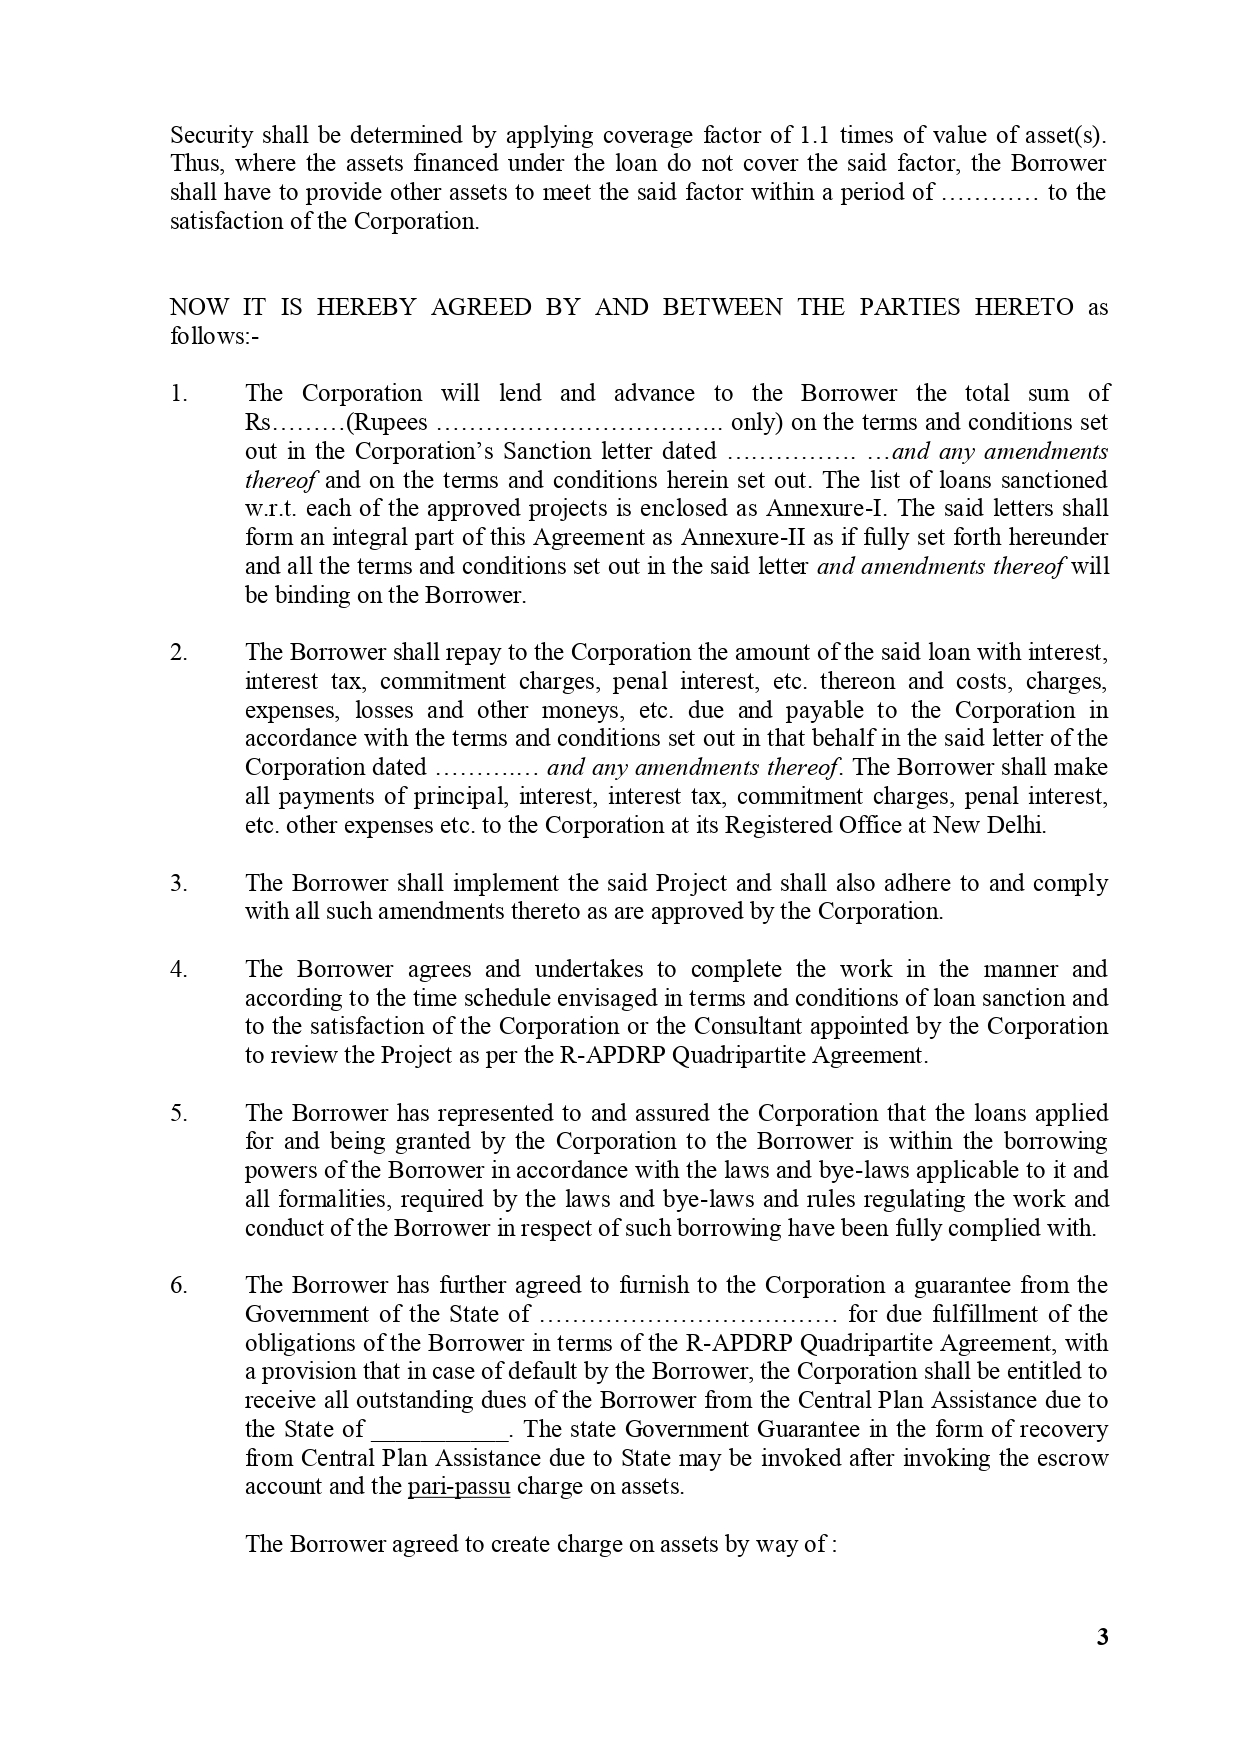 Security shall be determined by applying coverage factor of 1.1 times of value of asset(s).
Thus, where the assets financed under the loan do not cover the said factor, the Borrower
shall have to provide other assets to meet the said factor within a period of ………… to the
satisfaction of the Corporation.
NOW IT IS HEREBY AGREED BY AND BETWEEN THE PARTIES HERETO as
follows:-
1. The Corporation will lend and advance to the Borrower the total sum of
Rs………(Rupees …………………………….. only) on the terms and conditions set
out in the Corporation’s Sanction letter dated ……………. …and any amendments
thereof and on the terms and conditions herein set out. The list of loans sanctioned
w.r.t. each of the approved projects is enclosed as Annexure-I. The said letters shall
form an integral part of this Agreement as Annexure-II as if fully set forth hereunder
and all the terms and conditions set out in the said letter and amendments thereof will
be binding on the Borrower.
2. The Borrower shall repay to the Corporation the amount of the said loan with interest,
interest tax, commitment charges, penal interest, etc. thereon and costs, charges,
expenses, losses and other moneys, etc. due and payable to the Corporation in
accordance with the terms and conditions set out in that behalf in the said letter of the
Corporation dated ……….… and any amendments thereof. The Borrower shall make
all payments of principal, interest, interest tax, commitment charges, penal interest,
etc. other expenses etc. to the Corporation at its Registered Office at New Delhi.
3. The Borrower shall implement the said Project and shall also adhere to and comply
with all such amendments thereto as are approved by the Corporation.
4. The Borrower agrees and undertakes to complete the work in the manner and
according to the time schedule envisaged in terms and conditions of loan sanction and
to the satisfaction of the Corporation or the Consultant appointed by the Corporation
to review the Project as per the R-APDRP Quadripartite Agreement.
5. The Borrower has represented to and assured the Corporation that the loans applied
for and being granted by the Corporation to the Borrower is within the borrowing
powers of the Borrower in accordance with the laws and bye-laws applicable to it and
all formalities, required by the laws and bye-laws and rules regulating the work and
conduct of the Borrower in respect of such borrowing have been fully complied with.
6. The Borrower has further agreed to furnish to the Corporation a guarantee from the
Government of the State of ……………………………… for due fulfillment of the
obligations of the Borrower in terms of the R-APDRP Quadripartite Agreement, with
a provision that in case of default by the Borrower, the Corporation shall be entitled to
receive all outstanding dues of the Borrower from the Central Plan Assistance due to
the State of ___________. The state Government Guarantee in the form of recovery
from Central Plan Assistance due to State may be invoked after invoking the escrow
account and the pari-passu charge on assets.
The Borrower agreed to create charge on assets by way of :
3